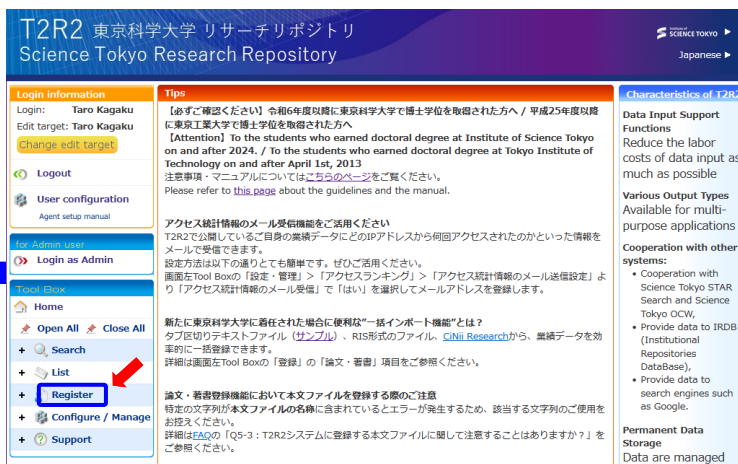 T2R2 東京科学大学 リサーチリポジトリ
Science Tokyo Research Repository
SCIENCE TOKYO
Japanese
Login information
Login: Taro Kagaku
Edit target: Taro Kagaku
Change edit target
Logout
User configuration
Agent setup manual
for Admin user
Login as Admin
Tool Box
Home
Open All Close All
+ Search
+ List
+ Register
+ Configure / Manage
+ Support
Tips
【必ずご確認ください】令和6年度以降に東京科学大学で博士学位を取得された方へ / 平成25年度以降
に東京工業大学で博士学位を取得された方へ
【Attention】To the students who earned doctoral degree at Institute of Science Tokyo
on and after 2024. / To the students who earned doctoral degree at Tokyo Institute of
Technology on and after April 1st, 2013
注意事項・マニュアルについてはこちらのページをご覧ください。
Please refer to this page about the guidelines and the manual.
アクセス統計情報のメール受信機能をご活用ください
T2R2で公開しているご自身の業績データにどのIPアドレスから何回アクセスされたのかといった情報を
メールで受信できます。
設定方法は以下の通りとても簡単です。ぜひご活用ください。
画面左Tool Boxの「設定・管理」>「アクセスランキング」>「アクセス統計情報のメール送信設定」よ
り「アクセス統計情報のメール受信」で「はい」を選択してメールアドレスを登録します。
新たに東京科学大学に着任された場合に便利な"一括インポート機能"とは？
タブ区切りテキストファイル（サンプル）、RIS形式のファイル、CiNii Researchから、業績データを効
率的に一括登録できます。
詳細は画面左Tool Boxの「登録」の「論文・著書」項目をご参照ください。
論文・著書登録機能において本文ファイルを登録する際のご注意
特定の文字列が本文ファイルの名称に含まれているとエラーが発生するため、該当する文字列のご使用を
お控えください。
詳細はFAQの「Q5-3：T2R2システムに登録する本文ファイルに関して注意することはありますか？」を
ご参照ください。
Characteristics of T2R2
Data Input Support
Functions
Reduce the labor
costs of data input as
much as possible
Various Output Types
Available for multi-
purpose applications
Cooperation with other
systems:
• Cooperation with
Science Tokyo STAR
Search and Science
Tokyo OCW,
• Provide data to IRDB
(Institutional
Repositories
DataBase),
• Provide data to
search engines such
as Google.
Permanent Data
Storage
Data are managed